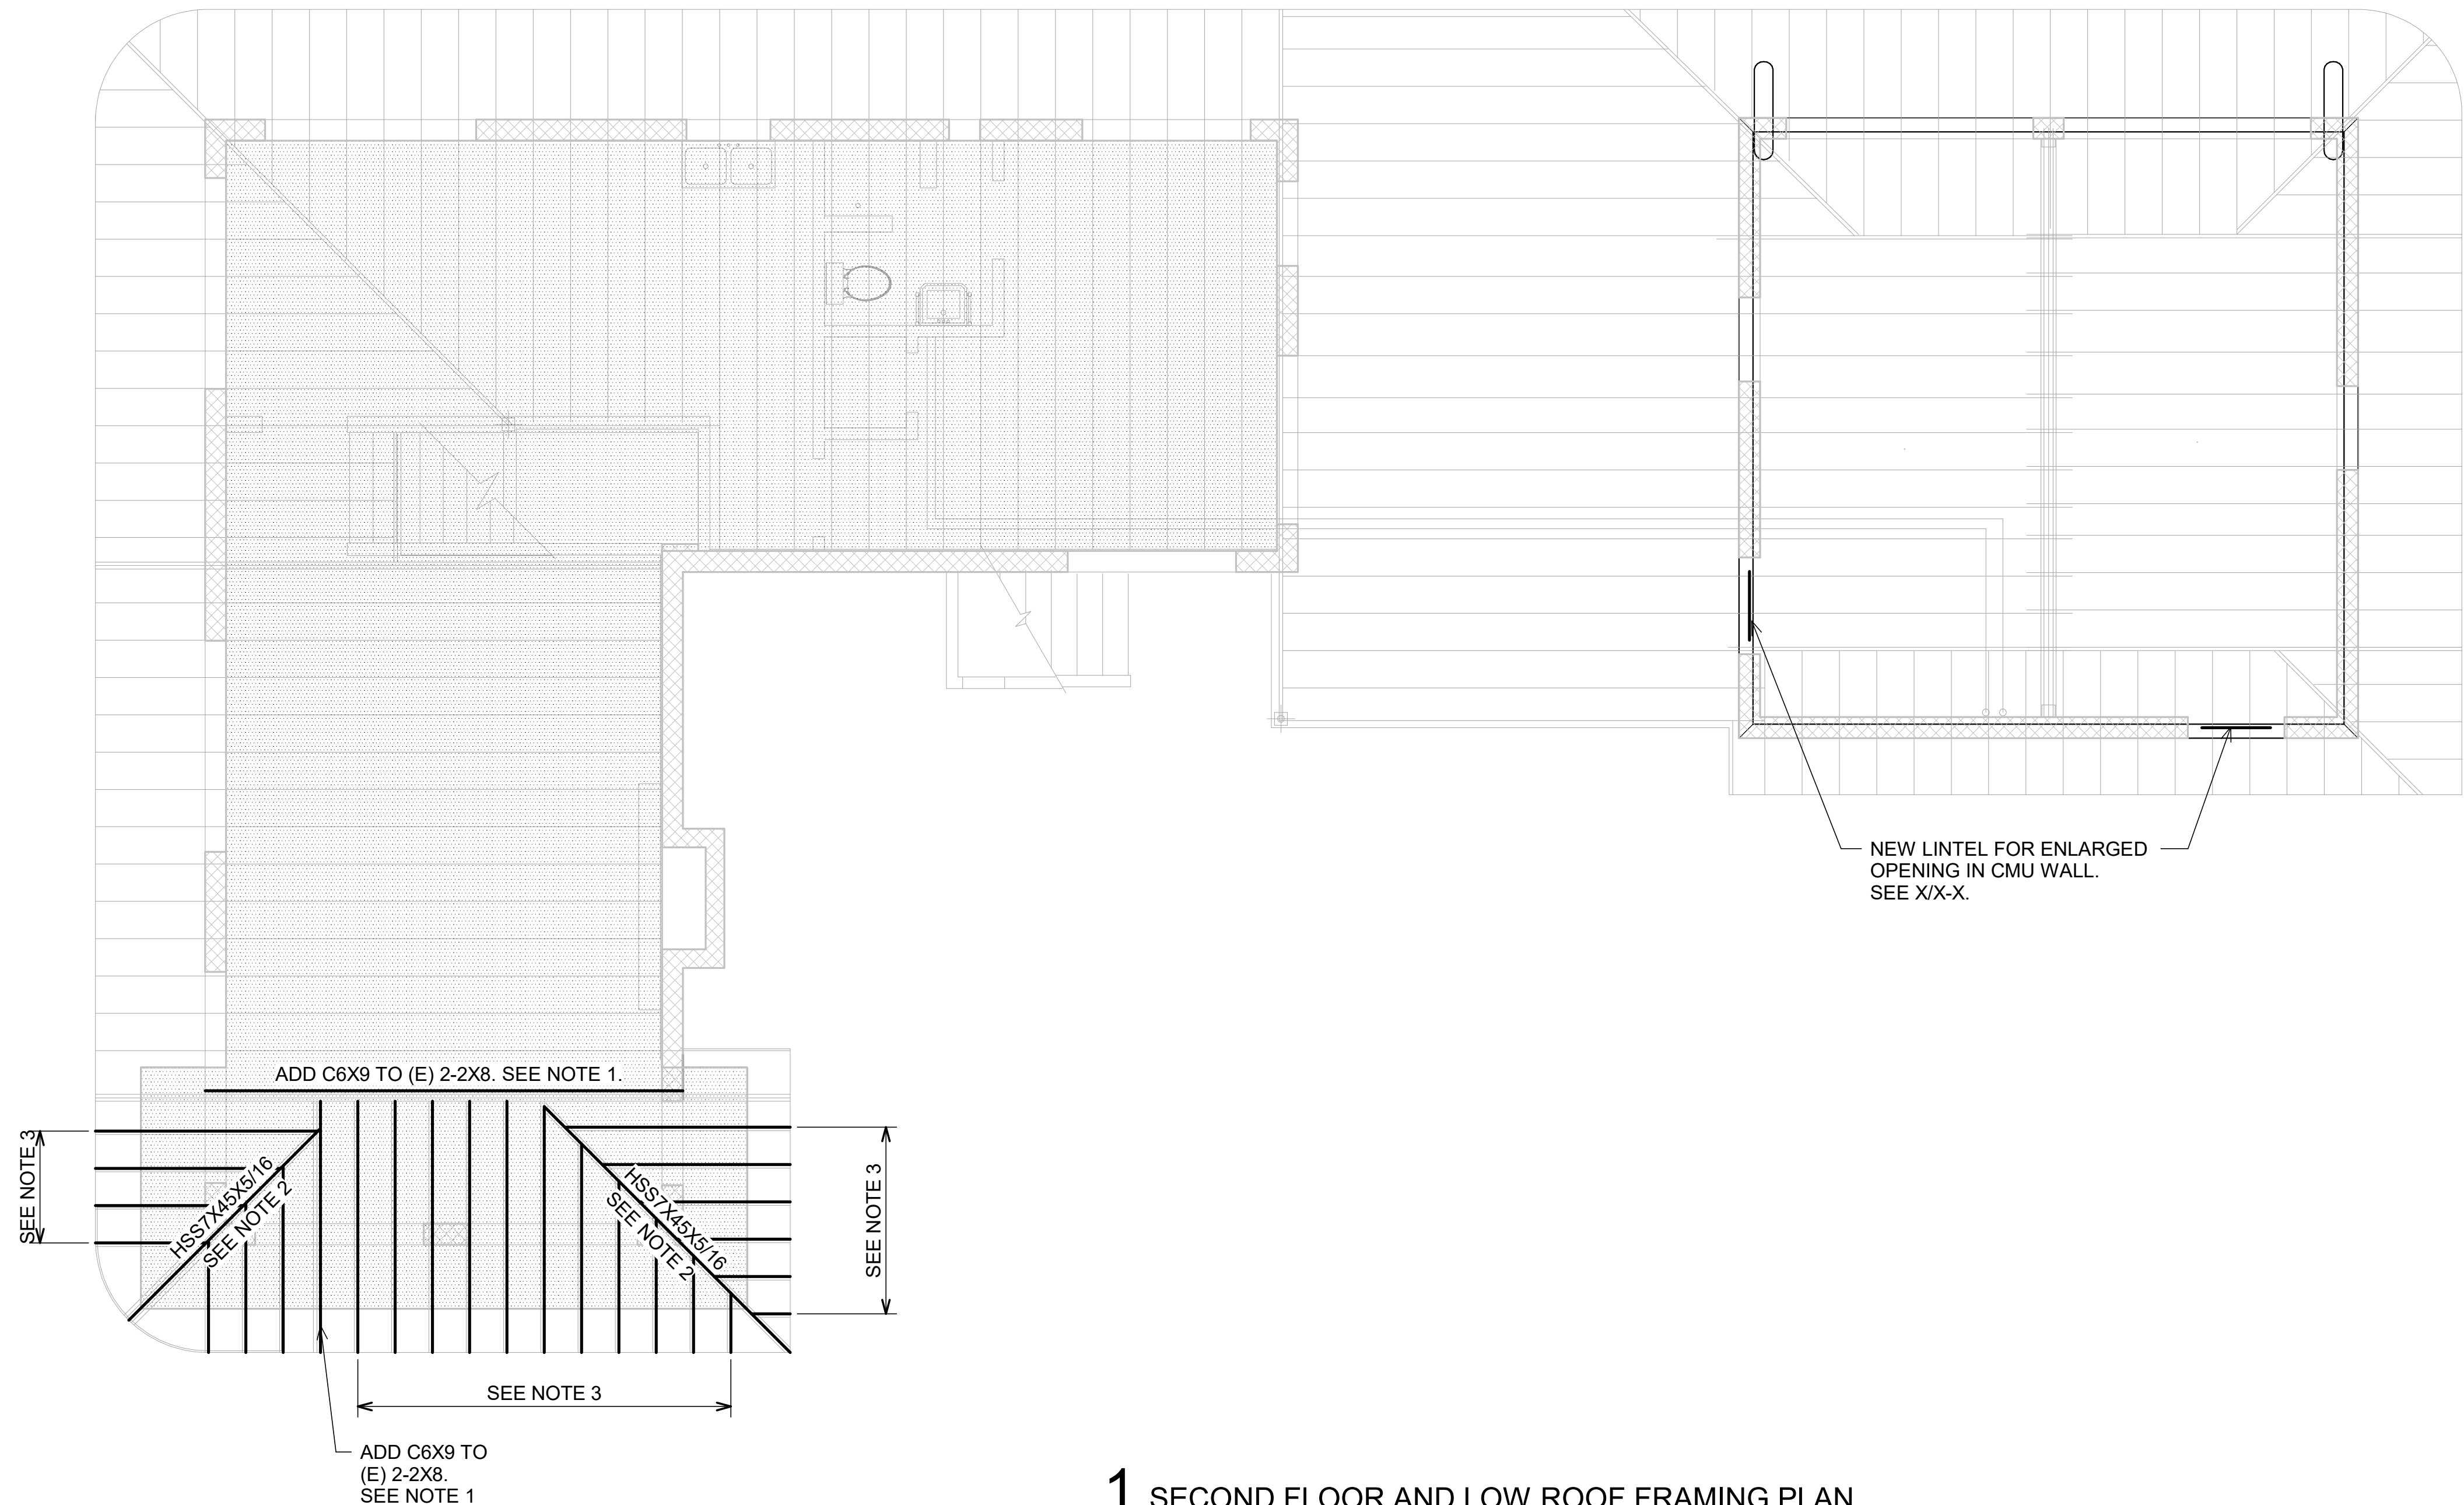 NEW LINTEL FOR ENLARGED
OPENING IN CMU WALL.
SEE X/X-X.
ADD C6X9 TO (E) 2-2X8. SEE NOTE 1.
SEE NOTE 3
HSS7X45X5/16
SEE NOTE 2
HSS7X45X5/16
SEE NOTE 2
SEE NOTE 3
SEE NOTE 3
ADD C6X9 TO
(E) 2-2X8.
SEE NOTE 1
1 SECOND FLOOR AND LOW ROOF FRAMING PLAN